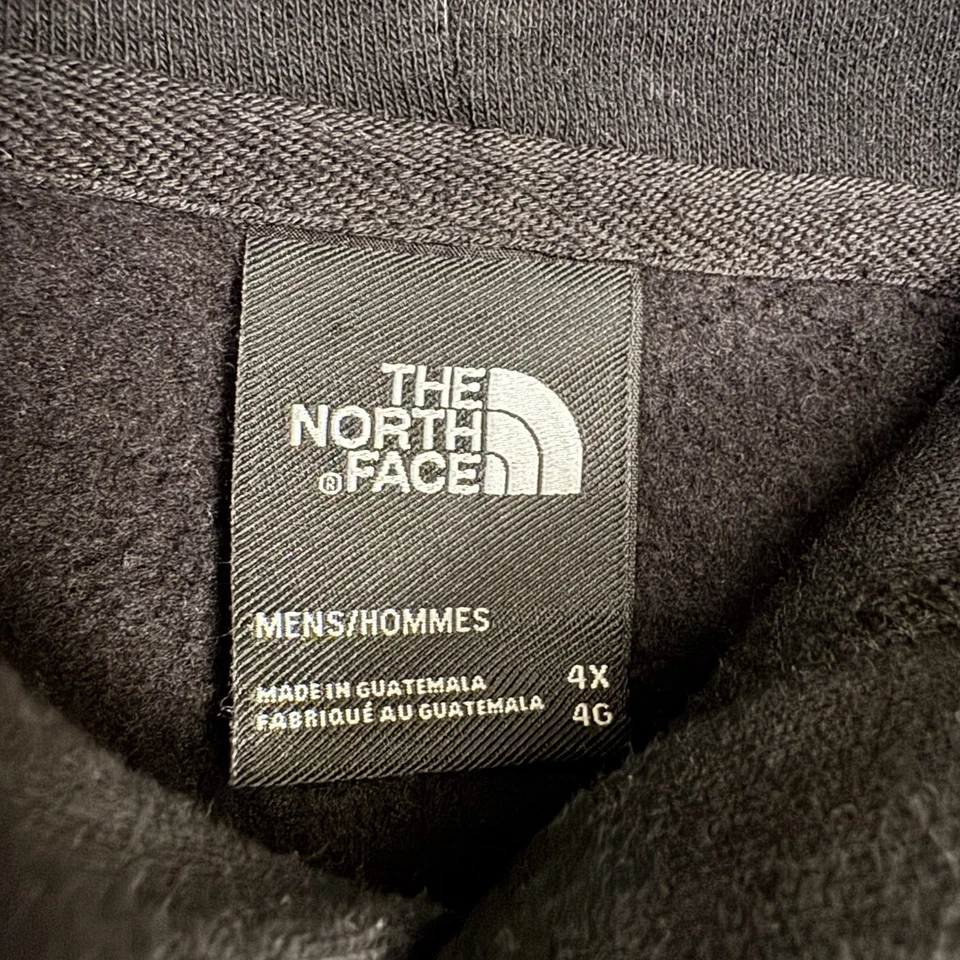 THE
NORTH
®FACE
MENS/HOMMES
MADE IN GUATEMALA 4X
FABRIQUÉ AU GUATEMALA 4G